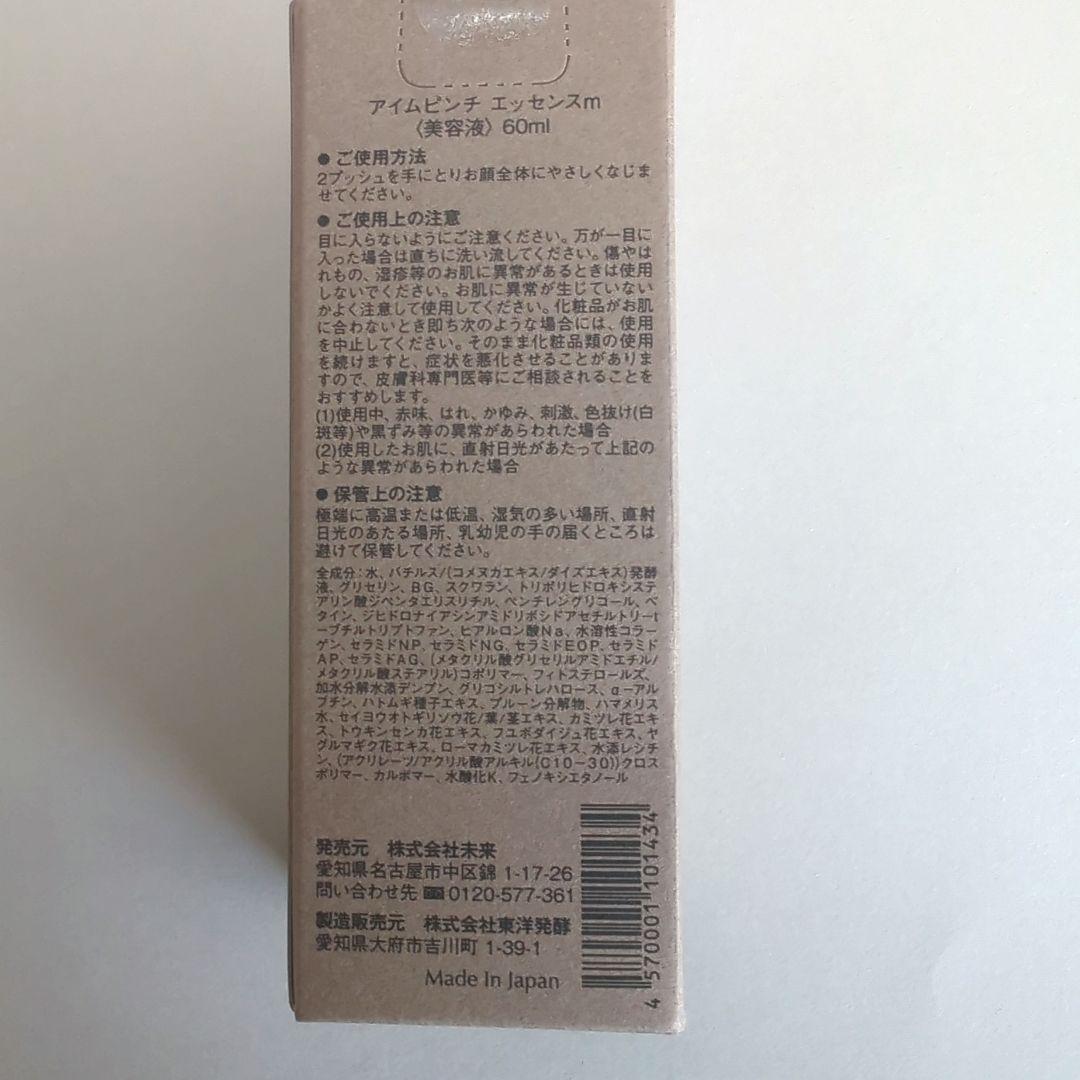 アイムピンチ エッセンスm
〈美容液〉 60ml
● ご使用方法
2プッシュを手にとりお顔全体にやさしくなじま
せてください。
● ご使用上の注意
目に入らないようにご注意ください。万が一目に
入った場合は直ちに洗い流してください。傷やは
れもの、湿疹等のお肌に異常があるときは使用
しないでください。お肌に異常が生じていない
かよく注意して使用してください。化粧品がお肌
に合わないとき即ち次のような場合には、使用
を中止してください。そのまま化粧品類の使用
を続けますと、症状を悪化させることがありま
すので、皮膚科専門医等にご相談されることを
おすすめします。
(1)使用中、赤味、はれ、かゆみ、刺激、色抜け(白
斑等)や黒ずみ等の異常があらわれた場合
(2)使用したお肌に、直射日光があたって上記の
ような異常があらわれた場合
● 保管上の注意
極端に高温または低温、湿気の多い場所、直射
日光のあたる場所、乳幼児の手の届くところは
避けて保管してください。
全成分：水、バチルス/(コメヌカエキス/ダイズエキス)発酵
液、グリセリン、BG、スクワラン、トリポリヒドロキシステ
アリン酸ジペンタエリスリチル、ペンチレングリコール、ベ
タイン、ジヒドロナイアシンアミドリボシドアセチルトリーt
ーブチルトリプトファン、ヒアルロン酸Na、水溶性コラー
ゲン、セラミドNP、セラミドNG、セラミドEOP、セラミド
AP、セラミドAG、(メタクリル酸グリセリルアミドエチル/
メタクリル酸ステアリル)コポリマー、フィトステロールズ、
加水分解水添デンプン、グリコシルトレハロース、α－アル
ブチン、ハトムギ種子エキス、プルーン分解物、ハマメリス
水、セイヨウオトギリソウ花/葉/茎エキス、カミツレ花エキ
ス、トウキンセンカ花エキス、フユボダイジュ花エキス、ヤ
グルマギク花エキス、ローマカミツレ花エキス、水添レシチ
ン、(アクリレーツ/アクリル酸アルキル(C10－30))クロス
ポリマー、カルボマー、水酸化K、フェノキシエタノール
発売元 株式会社未来
愛知県名古屋市中区錦 1-17-26
問い合わせ先 0120-577-361
製造販売元 株式会社東洋発酵
愛知県大府市吉川町 1-39-1
Made In Japan
4 570001 101434